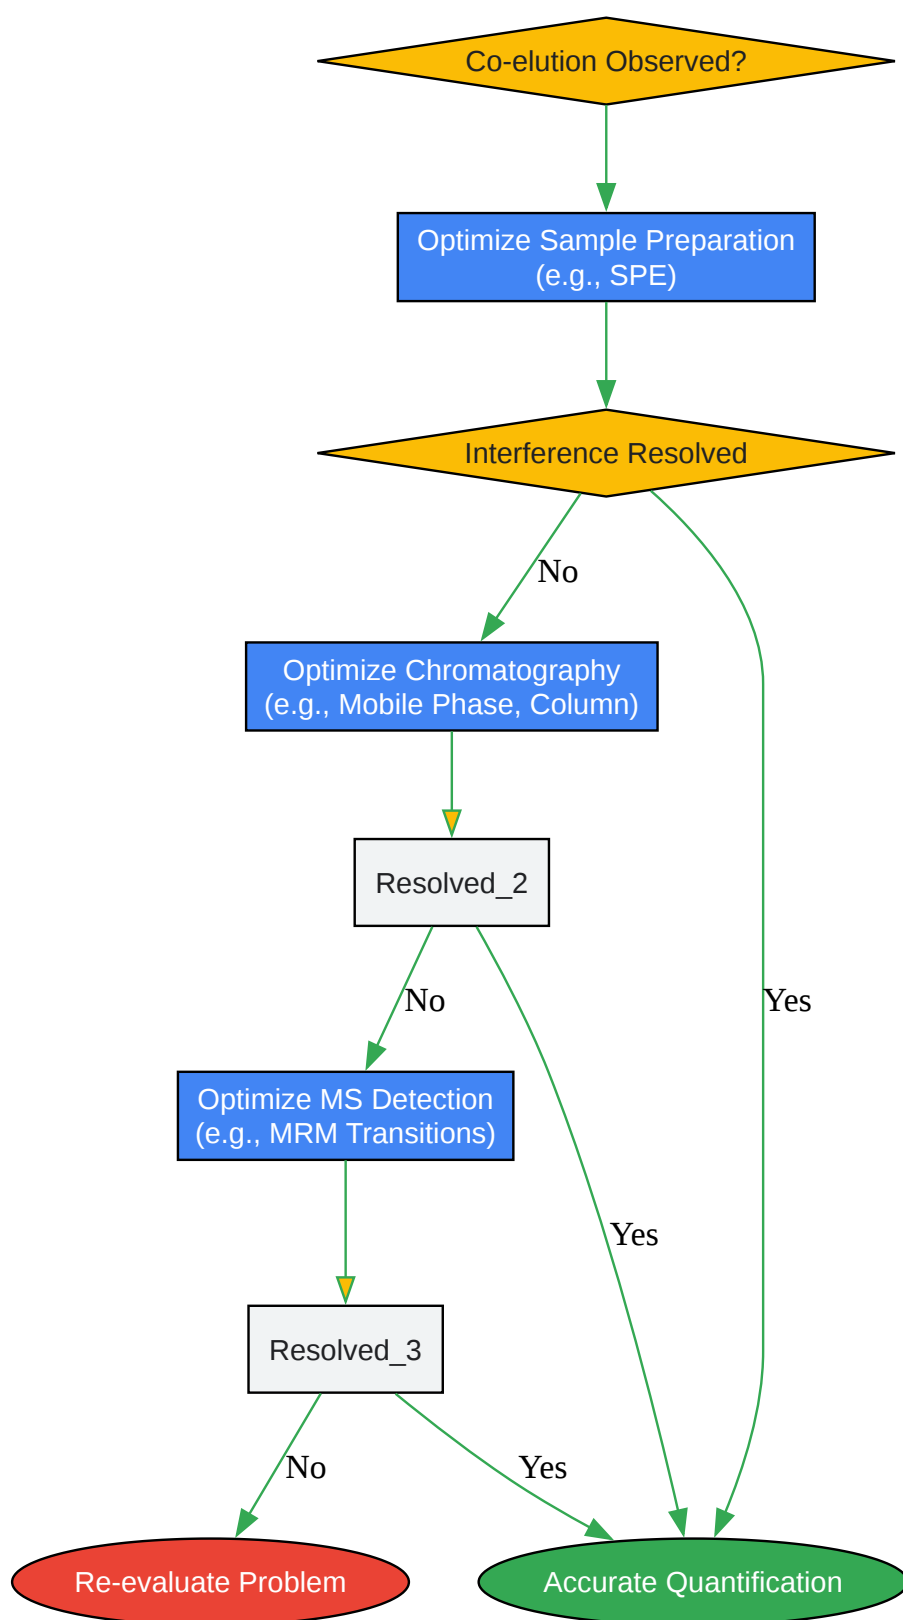 Co-elution Observed?
Optimize Sample Preparation
(e.g., SPE)
Interference Resolved
No
Optimize Chromatography
(e.g., Mobile Phase, Column)
Resolved_2
No
Yes
Optimize MS Detection
(e.g., MRM Transitions)
Yes
Resolved_3
No
Yes
Re-evaluate Problem
Accurate Quantification